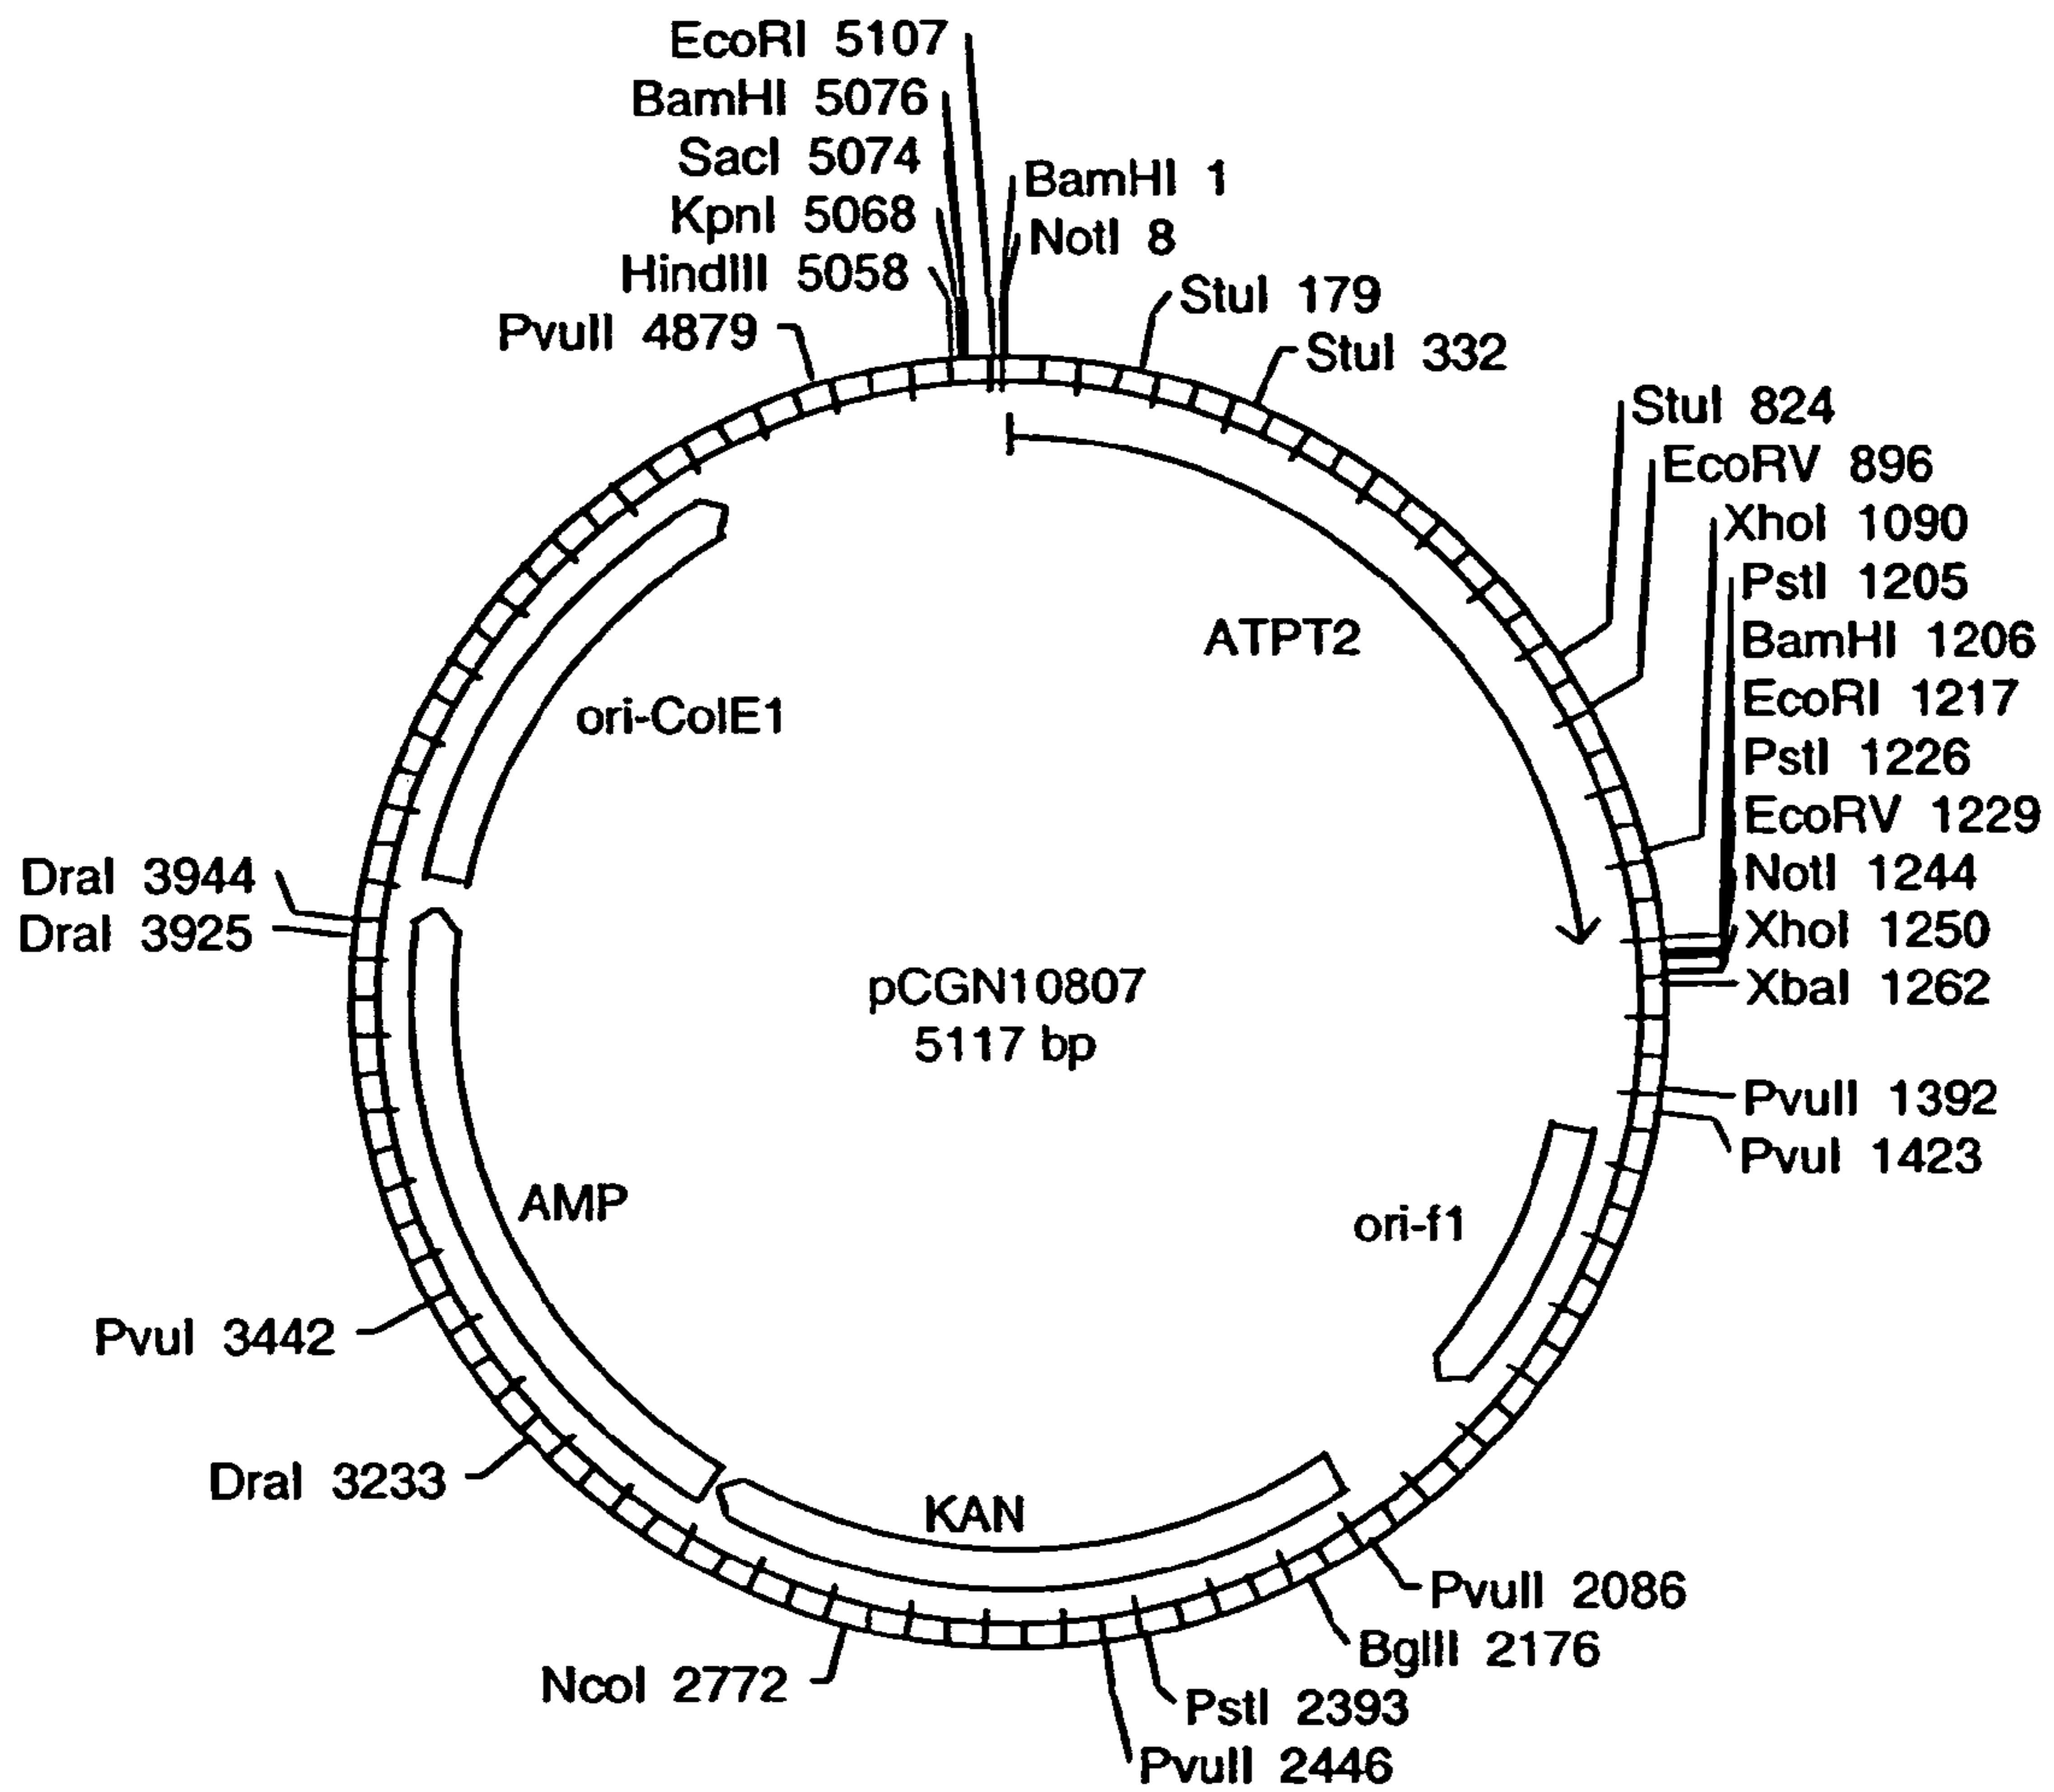 EcoRI 5107
BamHI 5076
SacI 5074
KpnI 5068
HindIII 5058
PvuII 4879
BamHI 1
NotI 8
StuI 179
StuI 332
StuI 824
EcoRV 896
XhoI 1090
PstI 1205
BamHI 1206
EcoRI 1217
PstI 1226
EcoRV 1229
NotI 1244
XhoI 1250
XbaI 1262
PvuII 1392
PvuI 1423
PvuII 2086
BglII 2176
PstI 2393
PvuII 2446
NcoI 2772
DraI 3233
PvuI 3442
DraI 3944
DraI 3925
ATPT2
ori-ColE1
pCGN10807
5117 bp
AMP
ori-f1
KAN